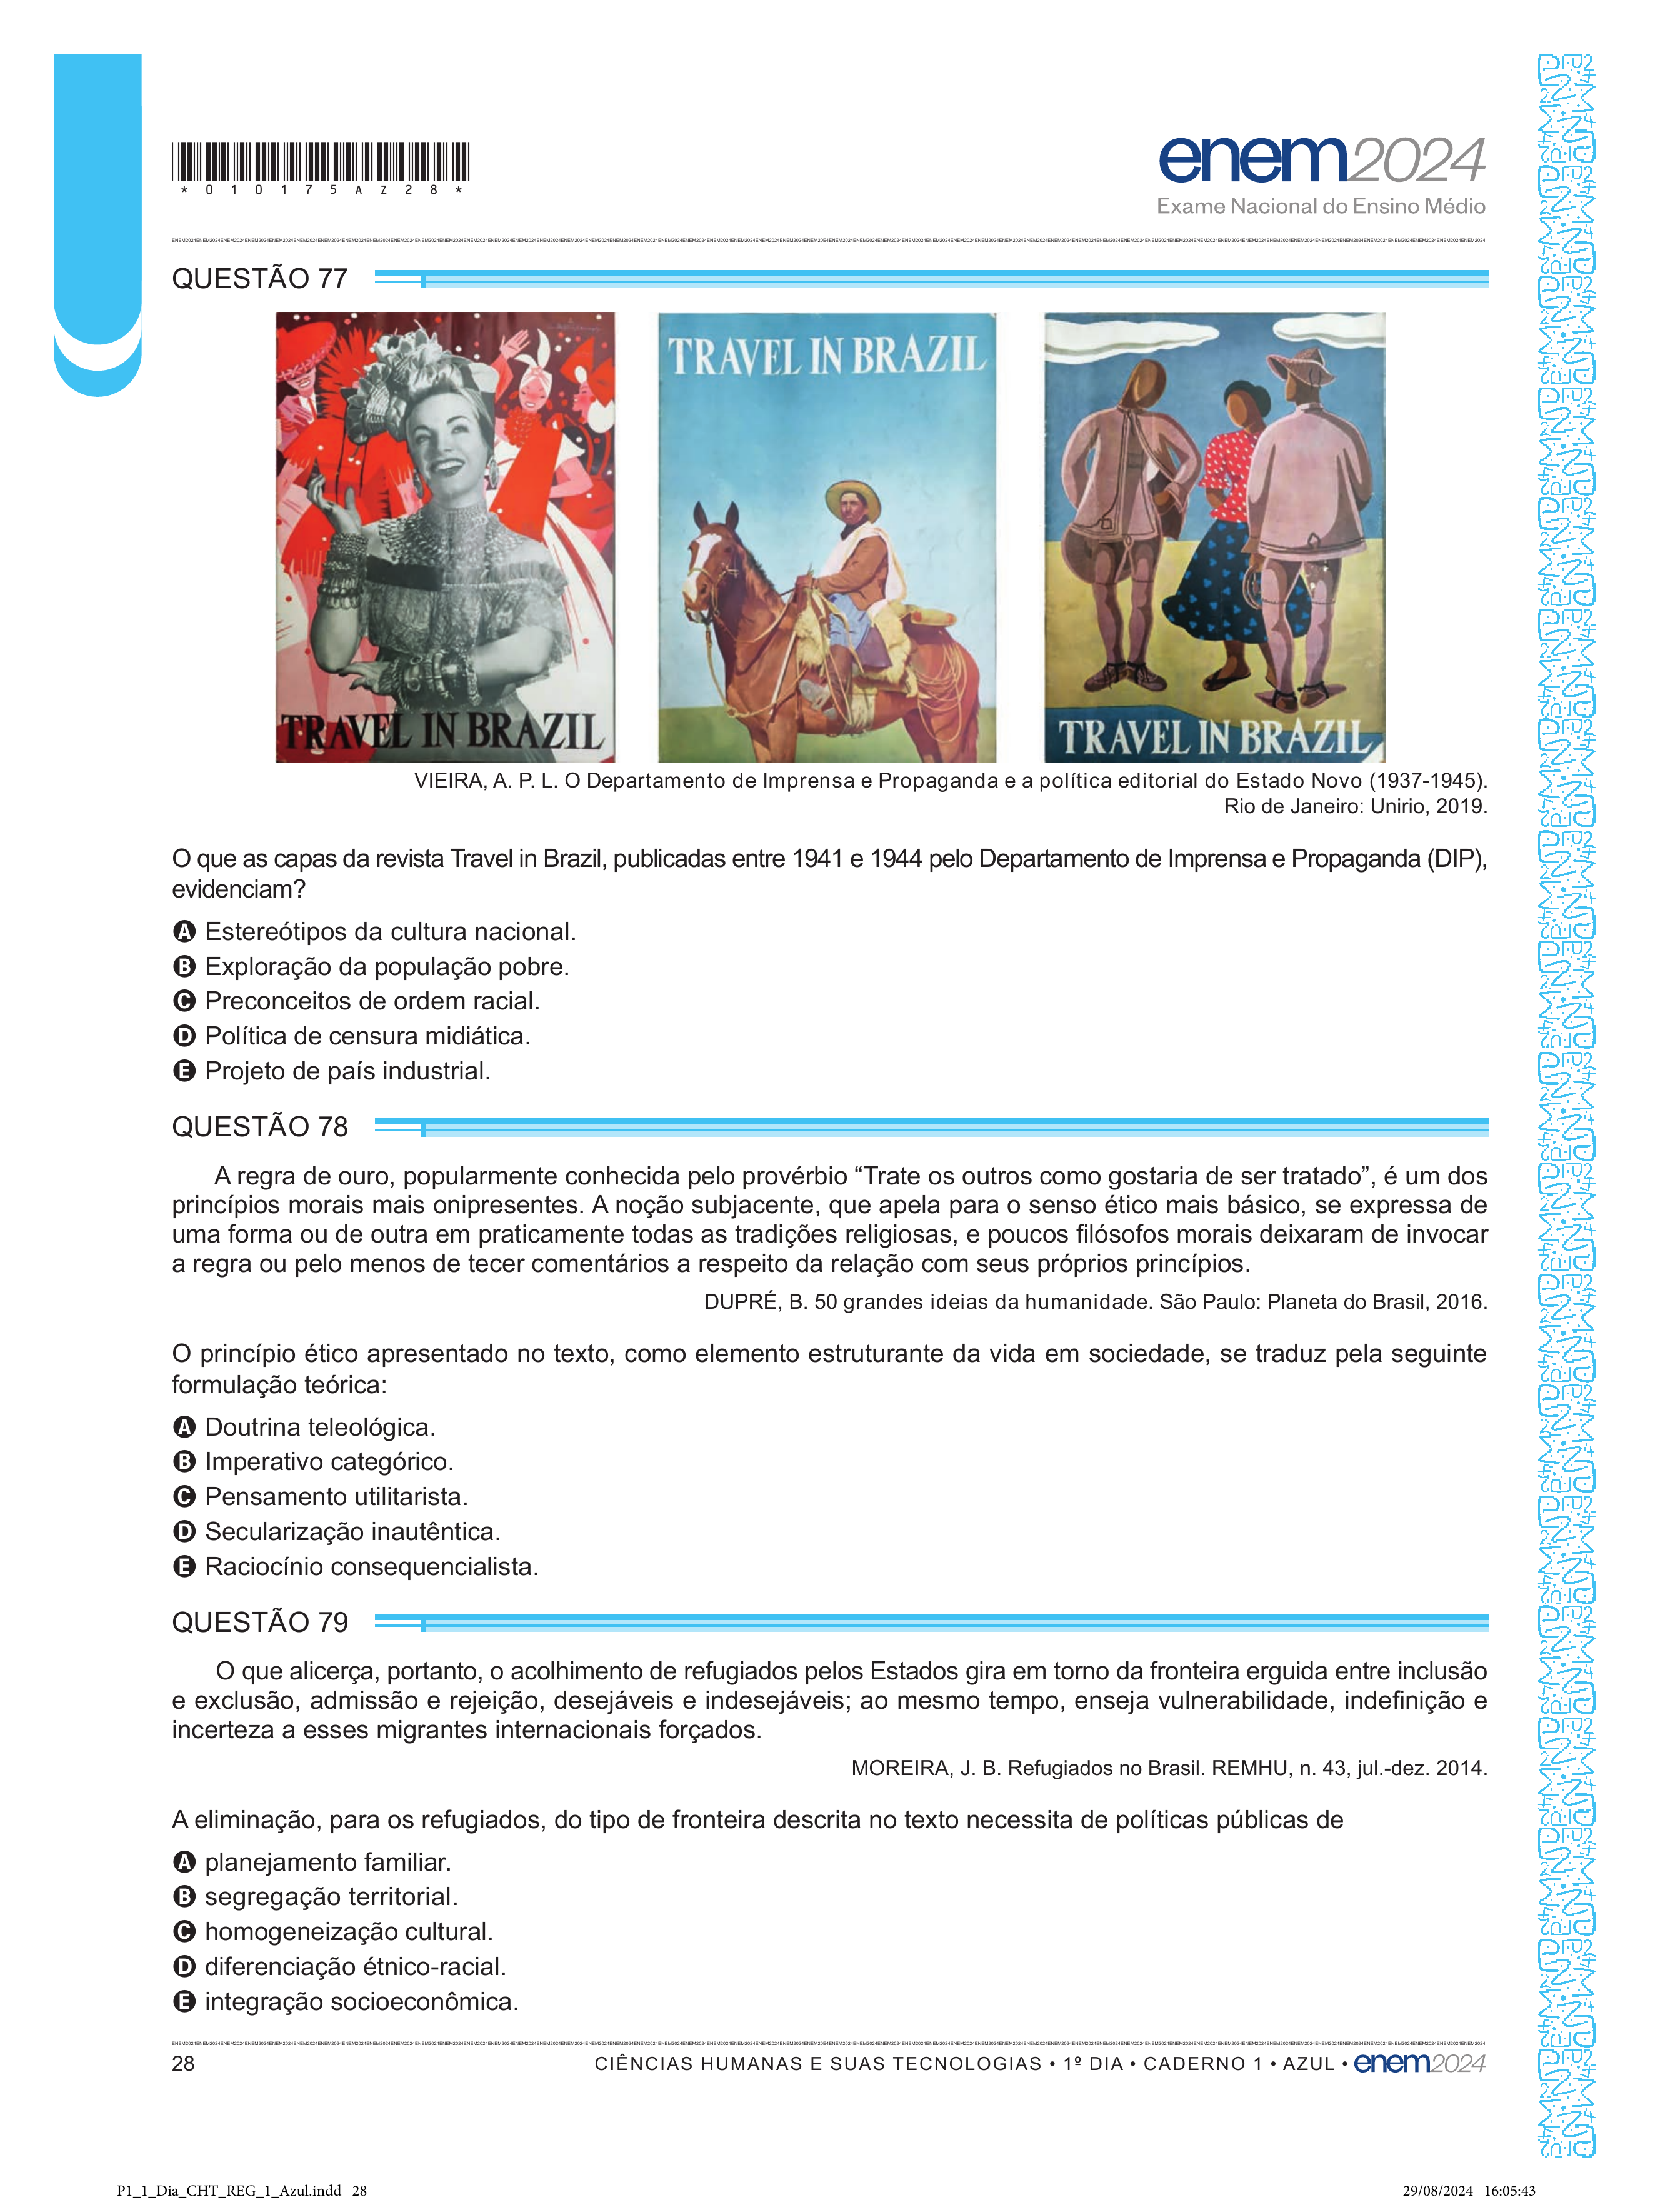 *010175AZ28*
enem2024
Exame Nacional do Ensino Médio
QUESTÃO 77
TRAVEL IN BRAZIL
TRAVEL IN BRAZIL
TRAVEL IN BRAZIL
VIEIRA, A. P. L. O Departamento de Imprensa e Propaganda e a política editorial do Estado Novo (1937-1945).
Rio de Janeiro: Unirio, 2019.
O que as capas da revista Travel in Brazil, publicadas entre 1941 e 1944 pelo Departamento de Imprensa e Propaganda (DIP),
evidenciam?
A Estereótipos da cultura nacional.
B Exploração da população pobre.
C Preconceitos de ordem racial.
D Política de censura midiática.
E Projeto de país industrial.
QUESTÃO 78
A regra de ouro, popularmente conhecida pelo provérbio “Trate os outros como gostaria de ser tratado”, é um dos
princípios morais mais onipresentes. A noção subjacente, que apela para o senso ético mais básico, se expressa de
uma forma ou de outra em praticamente todas as tradições religiosas, e poucos filósofos morais deixaram de invocar
a regra ou pelo menos de tecer comentários a respeito da relação com seus próprios princípios.
DUPRÉ, B. 50 grandes ideias da humanidade. São Paulo: Planeta do Brasil, 2016.
O princípio ético apresentado no texto, como elemento estruturante da vida em sociedade, se traduz pela seguinte
formulação teórica:
A Doutrina teleológica.
B Imperativo categórico.
C Pensamento utilitarista.
D Secularização inautêntica.
E Raciocínio consequencialista.
QUESTÃO 79
O que alicerça, portanto, o acolhimento de refugiados pelos Estados gira em torno da fronteira erguida entre inclusão
e exclusão, admissão e rejeição, desejáveis e indesejáveis; ao mesmo tempo, enseja vulnerabilidade, indefinição e
incerteza a esses migrantes internacionais forçados.
MOREIRA, J. B. Refugiados no Brasil. REMHU, n. 43, jul.-dez. 2014.
A eliminação, para os refugiados, do tipo de fronteira descrita no texto necessita de políticas públicas de
A planejamento familiar.
B segregação territorial.
C homogeneização cultural.
D diferenciação étnico-racial.
E integração socioeconômica.
28
CIÊNCIAS HUMANAS E SUAS TECNOLOGIAS • 1º DIA • CADERNO 1 • AZUL • enem2024
P1_1_Dia_CHT_REG_1_Azul.indd 28
29/08/2024 16:05:43